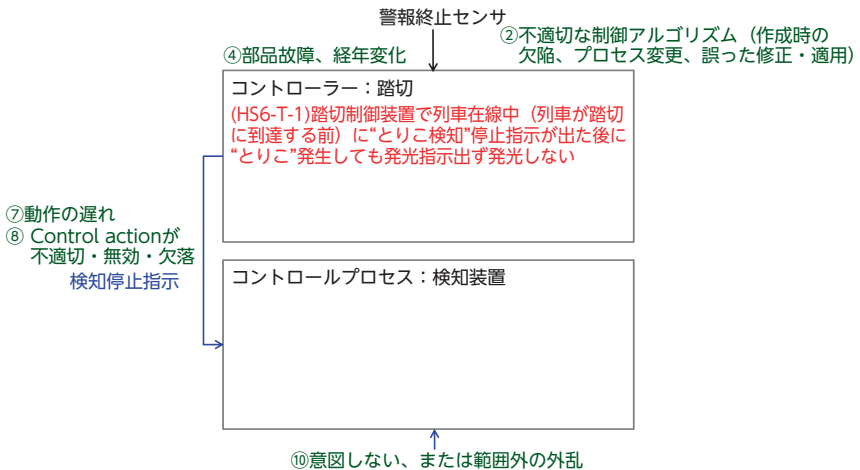 警報終止センサ
②不適切な制御アルゴリズム（作成時の
欠陥、プロセス変更、誤った修正・適用）
④部品故障、経年変化
コントローラー：踏切
(HS6-T-1)踏切制御装置で列車在線中（列車が踏切
に到達する前）に“とりこ検知”停止指示が出た後に
“とりこ”発生しても発光指示出ず発光しない
⑦動作の遅れ
⑧ Control actionが
不適切・無効・欠落
検知停止指示
コントロールプロセス：検知装置
⑩意図しない、または範囲外の外乱